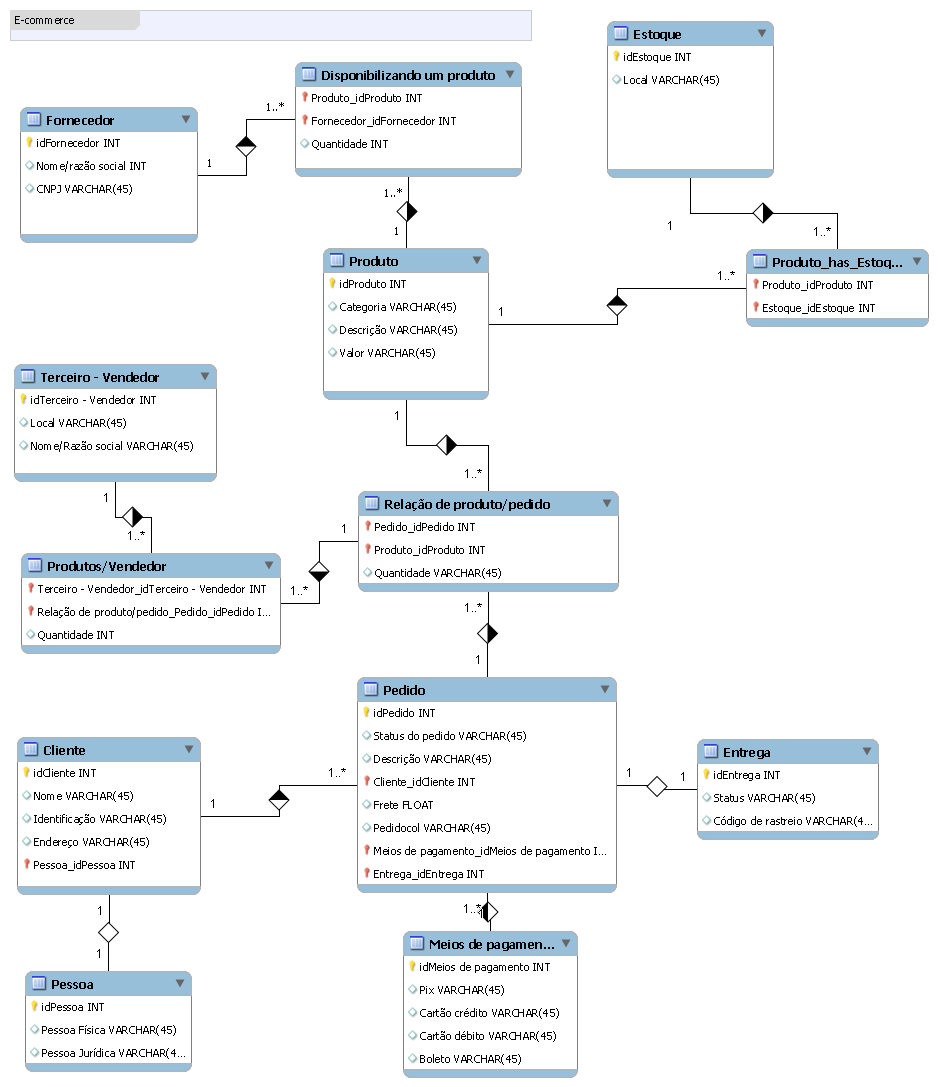 E-commerce
Estoque
idEstoque INT
Local VARCHAR(45)
Disponibilizando um produto
Produto_idProduto INT
Fornecedor_idFornecedor INT
Quantidade INT
Fornecedor
idFornecedor INT
Nome/razão social INT
CNPJ VARCHAR(45)
1
1..*
1..*
1
1
1..*
Produto
idProduto INT
Categoria VARCHAR(45)
Descrição VARCHAR(45)
Valor VARCHAR(45)
Produto_has_Estoq...
Produto_idProduto INT
Estoque_idEstoque INT
1
1..*
Terceiro - Vendedor
idTerceiro - Vendedor INT
Local VARCHAR(45)
Nome/Razão social VARCHAR(45)
1
1..*
1
1..*
Relação de produto/pedido
Pedido_idPedido INT
Produto_idProduto INT
Quantidade VARCHAR(45)
Produtos/Vendedor
Terceiro - Vendedor_idTerceiro - Vendedor INT
Relação de produto/pedido_Pedido_idPedido I...
Quantidade INT
1
1..*
1..*
1
Pedido
idPedido INT
Status do pedido VARCHAR(45)
Descrição VARCHAR(45)
Cliente_idCliente INT
Frete FLOAT
Pedidocol VARCHAR(45)
Meios de pagamento_idMeios de pagamento I...
Entrega_idEntrega INT
Cliente
idCliente INT
Nome VARCHAR(45)
Identificação VARCHAR(45)
Endereço VARCHAR(45)
Pessoa_idPessoa INT
1
1..*
Entrega
idEntrega INT
Status VARCHAR(45)
Código de rastreio VARCHAR(4...
1
1
1
1
1..*
1
Pessoa
idPessoa INT
Pessoa Física VARCHAR(45)
Pessoa Jurídica VARCHAR(4...
Meios de pagamen...
idMeios de pagamento INT
Pix VARCHAR(45)
Cartão crédito VARCHAR(45)
Cartão débito VARCHAR(45)
Boleto VARCHAR(45)